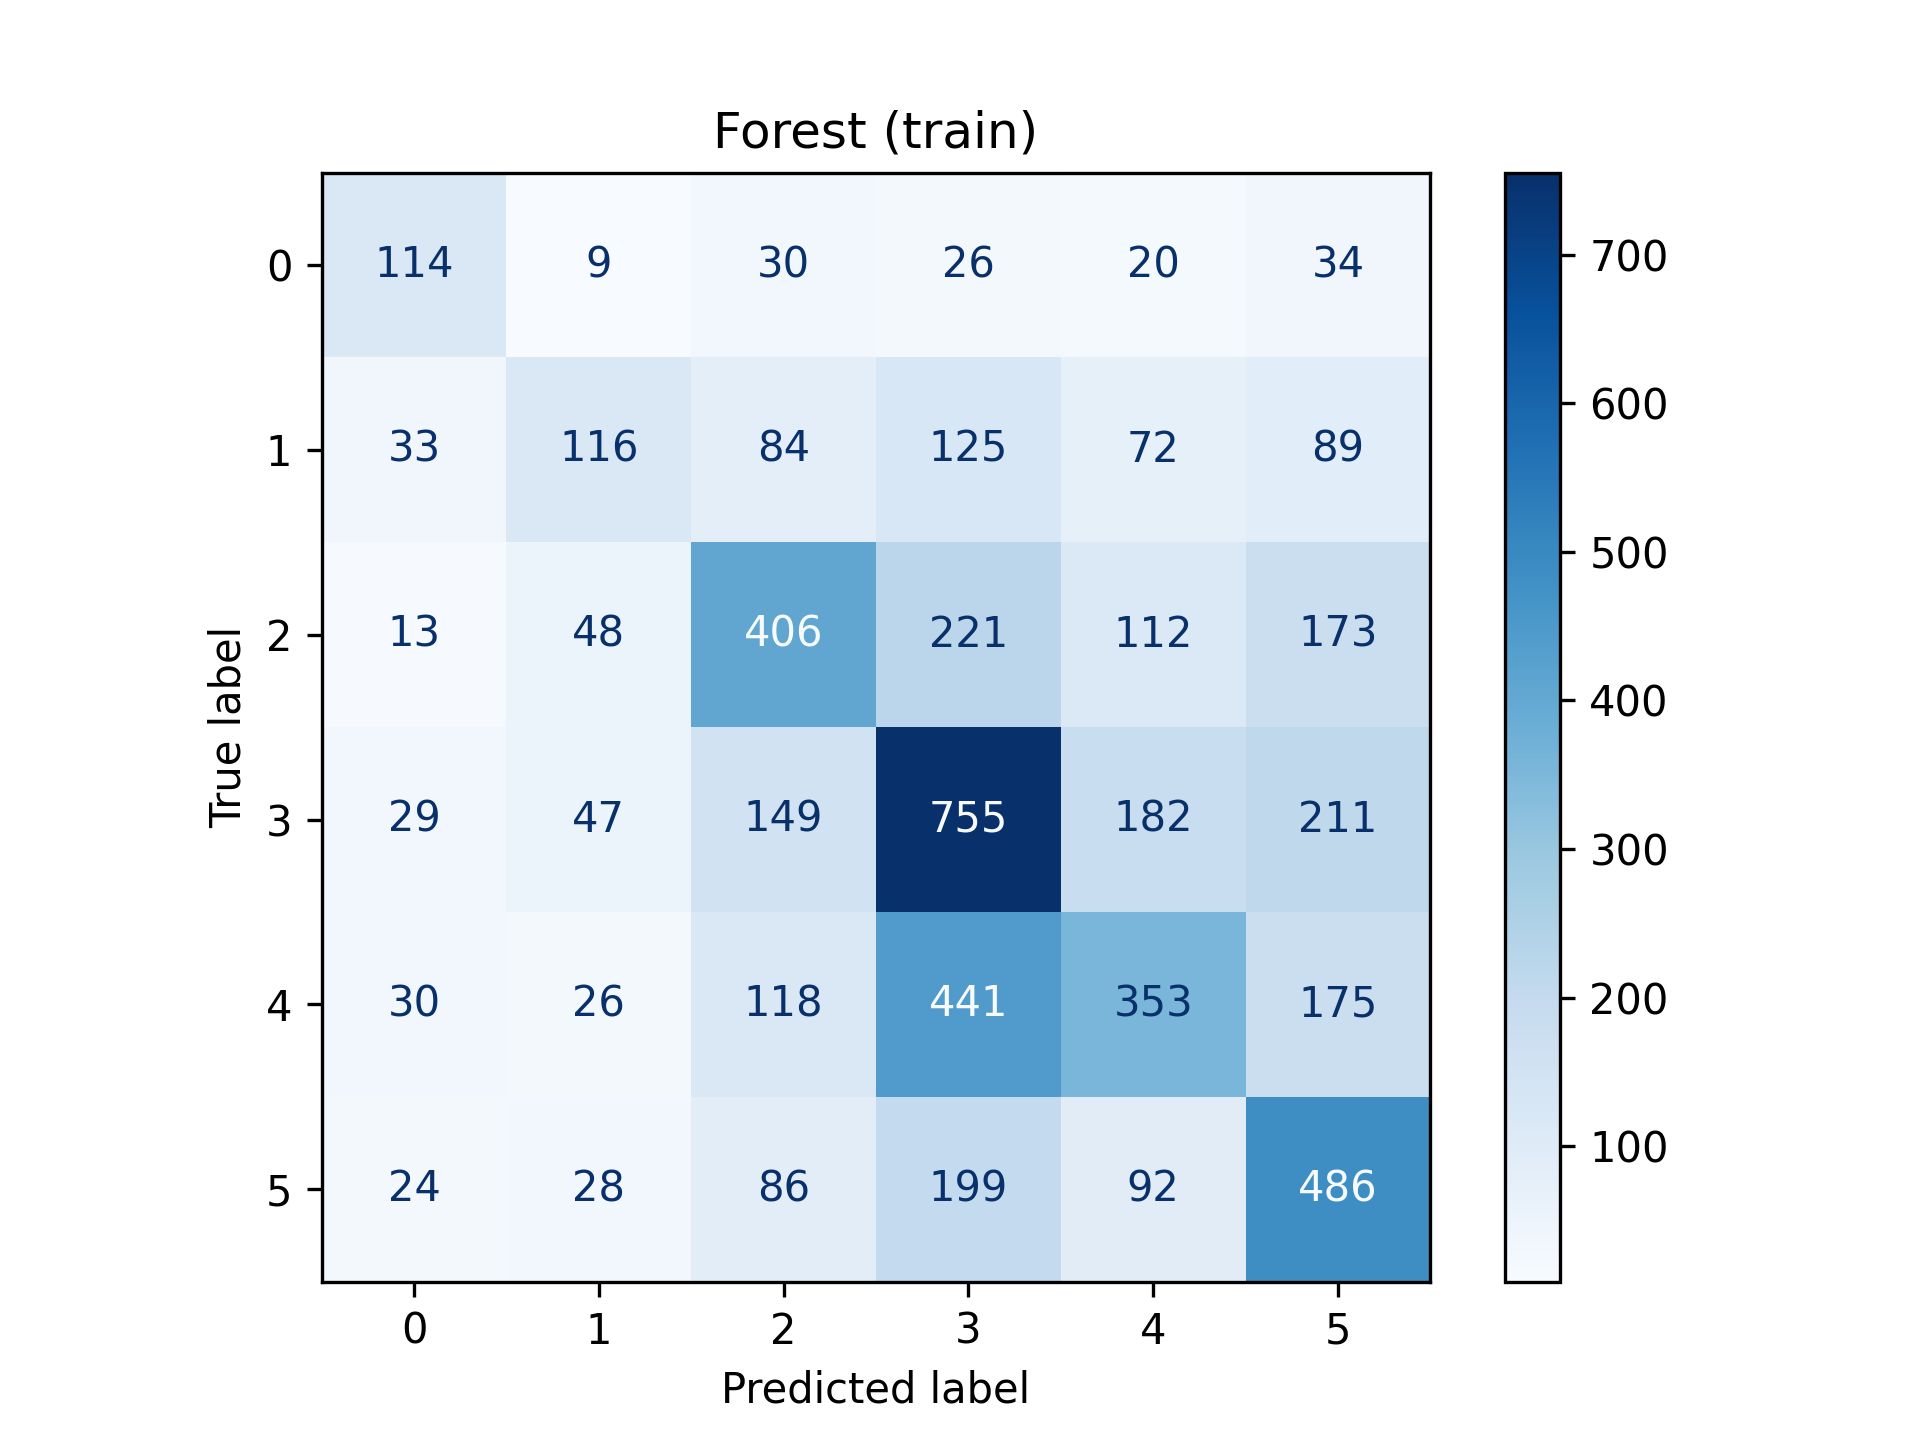 Forest (train)
0 114 9 30 26 20 34
1 33 116 84 125 72 89
2 13 48 406 221 112 173
3 29 47 149 755 182 211
4 30 26 118 441 353 175
5 24 28 86 199 92 486
0 1 2 3 4 5
Predicted label
True label
700
600
500
400
300
200
100